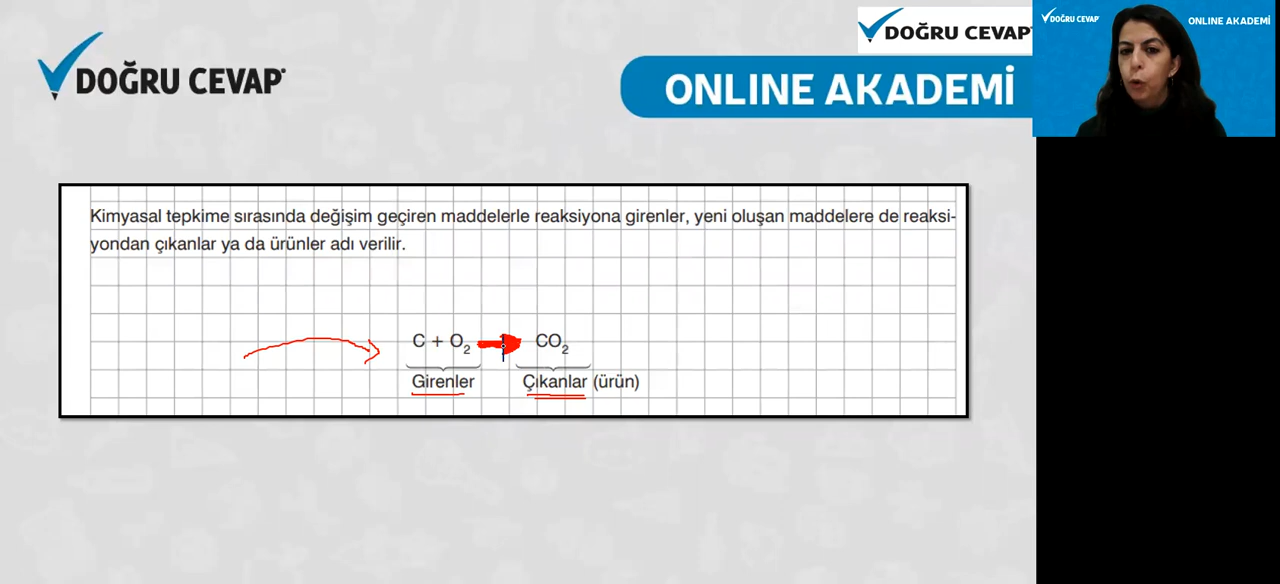 DOĞRU CEVAP
DOĞRU CEVAP
DOĞRU CEVAP
ONLINE AKADEMİ
ONLINE AKADEMİ
Kimyasal tepkime sırasında değişim geçiren maddelerle reaksiyona girenler, yeni oluşan maddelere de reaksi-
yondan çıkanlar ya da ürünler adı verilir.
C + O₂ → CO₂
Girenler Çıkanlar (ürün)